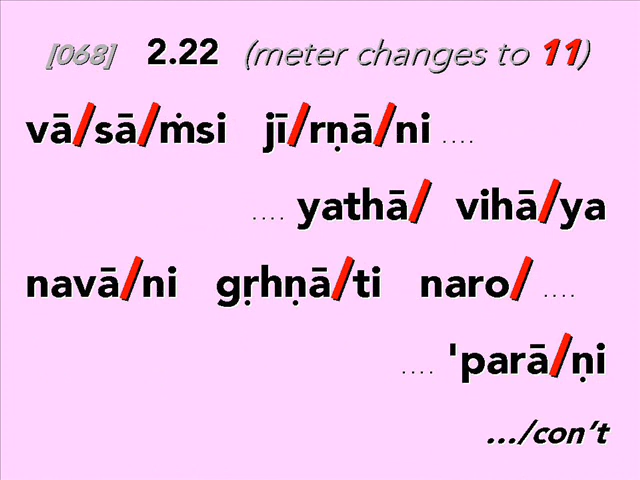 [068] 2.22 (meter changes to 11)
vā/sā/ṁsi jī/rṇā/ni ....
.... yathā/ vihā/ya
navā/ni gṛhṇā/ti naro/ ....
.... 'parā/ṇi
.../con't